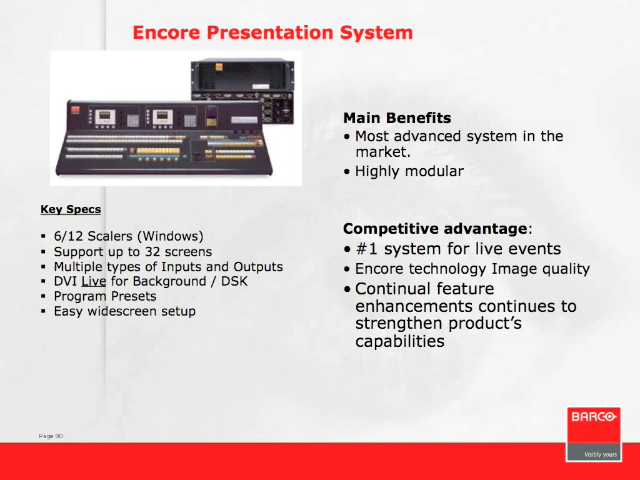 Encore Presentation System
Main Benefits
• Most advanced system in the
market.
• Highly modular
Key Specs
▪ 6/12 Scalers (Windows)
▪ Support up to 32 screens
▪ Multiple types of Inputs and Outputs
▪ DVI Live for Background / DSK
▪ Program Presets
▪ Easy widescreen setup
Competitive advantage:
• #1 system for live events
• Encore technology Image quality
• Continual feature
enhancements continues to
strengthen product's
capabilities
Page 00
BARCO
Visibly yours